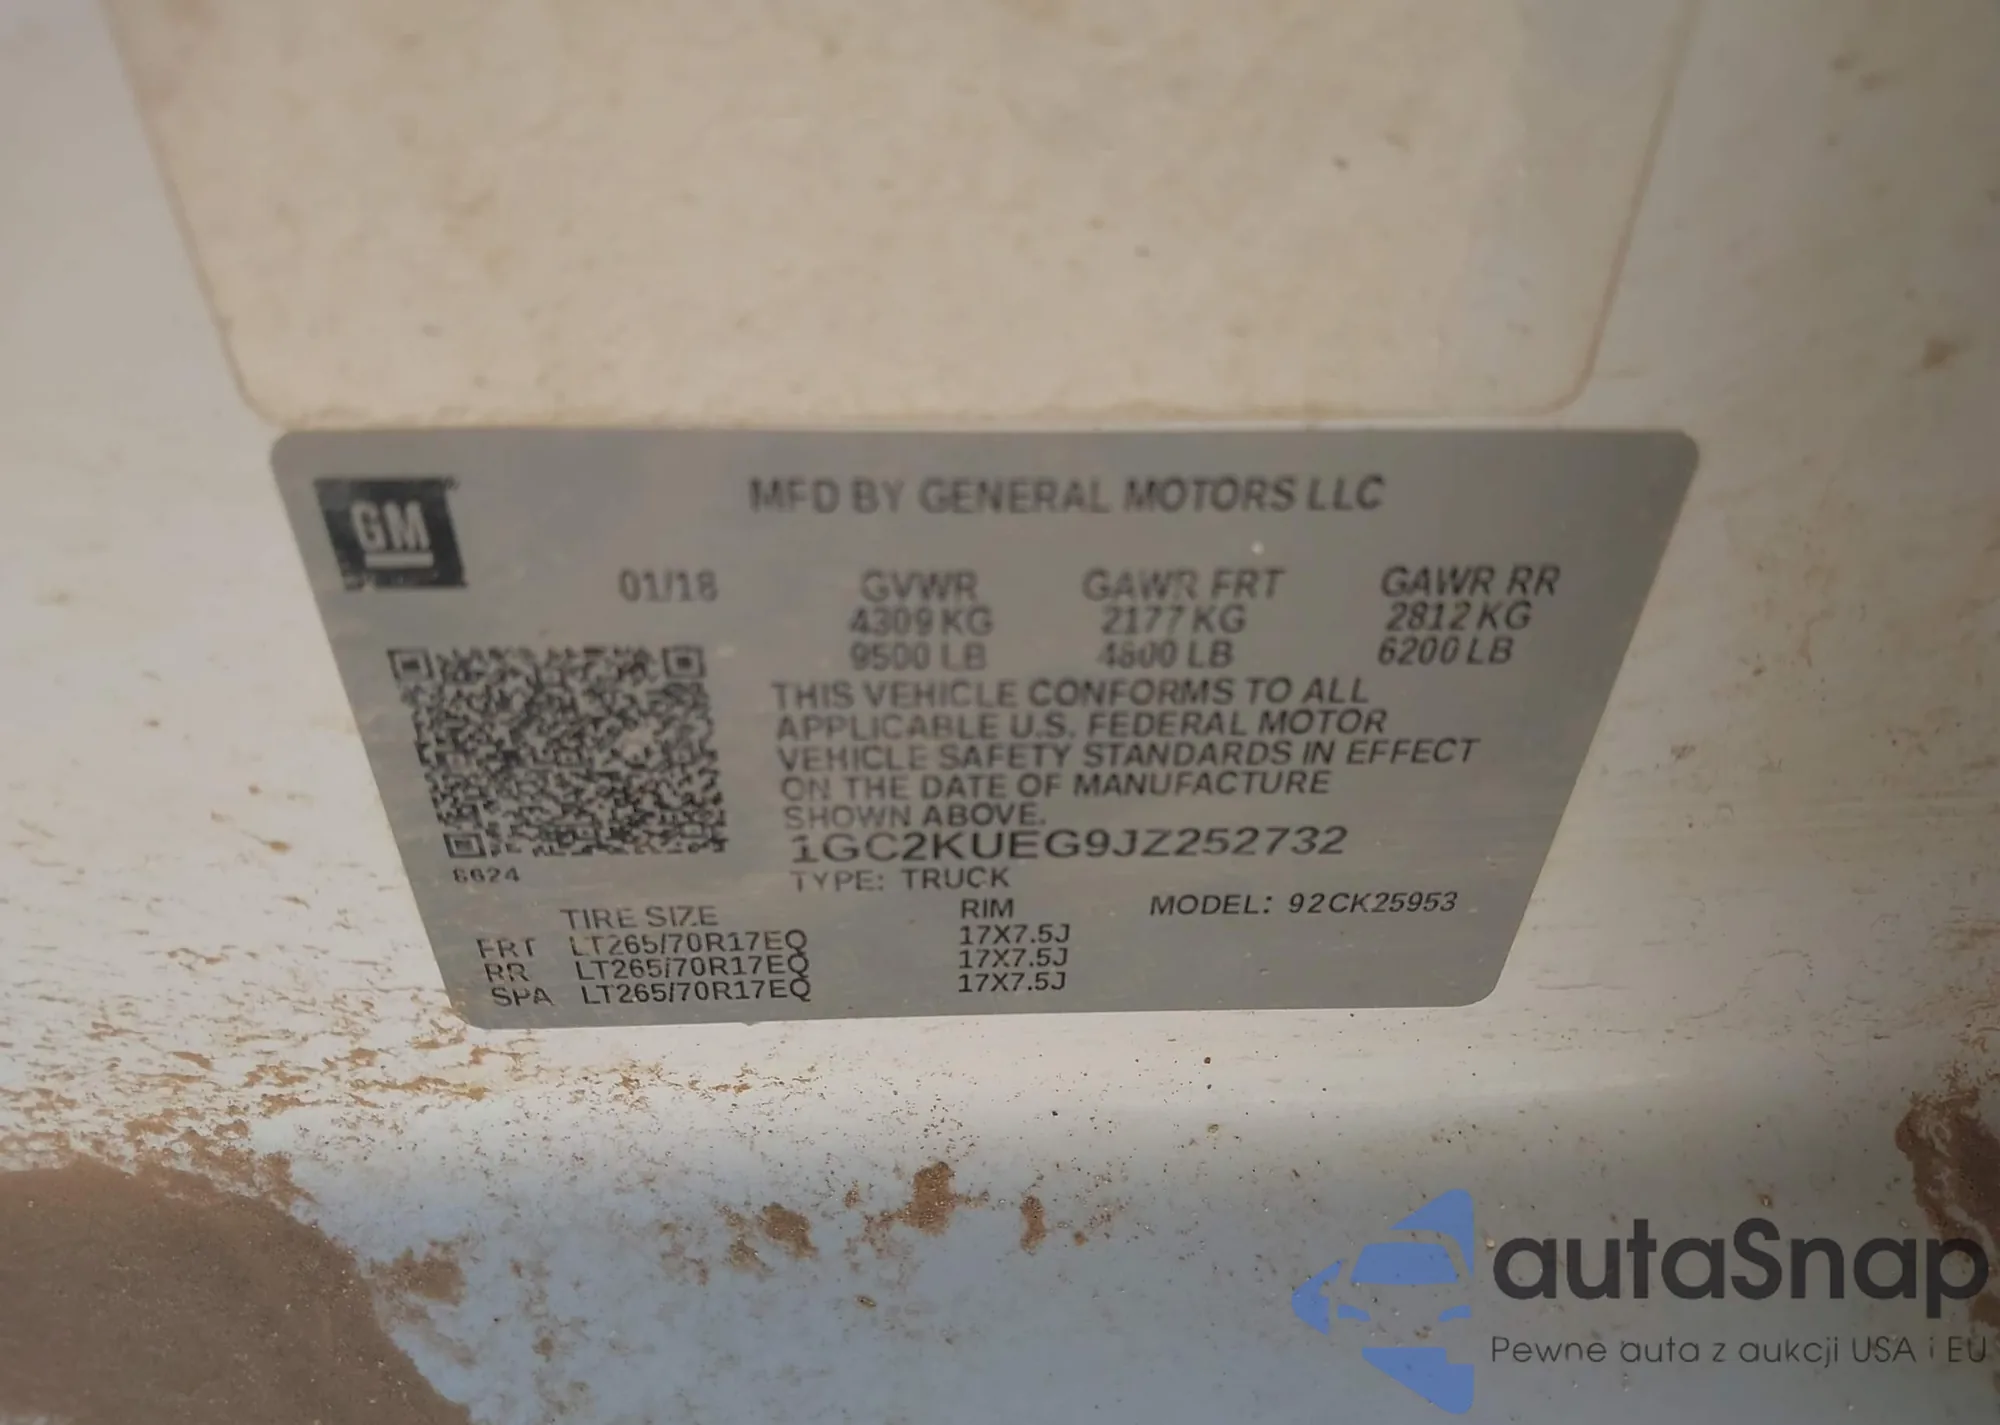 GM
MFD BY GENERAL MOTORS LLC
01/18 GVWR GAWR FRT GAWR RR
4309 KG 2177 KG 2812 KG
9500 LB 4800 LB 6200 LB
THIS VEHICLE CONFORMS TO ALL
APPLICABLE U.S. FEDERAL MOTOR
VEHICLE SAFETY STANDARDS IN EFFECT
ON THE DATE OF MANUFACTURE
SHOWN ABOVE.
1GC2KUEG9JZ252732
6624
TYPE: TRUCK
MODEL: 92CK25953
TIRE SIZE RIM
FRT LT265/70R17EQ 17X7.5J
RR LT265/70R17EQ 17X7.5J
SPA LT265/70R17EQ 17X7.5J
autaSnap
Pewne auta z aukcji USA i EU